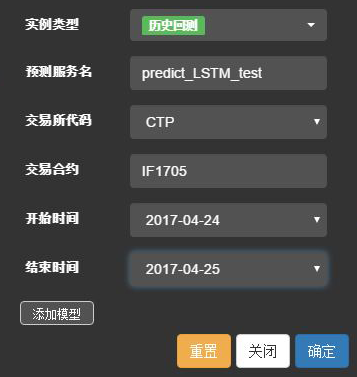 实例类型 历史回测
预测服务名 predict_LSTM_test
交易所代码 CTP
交易合约 IF1705
开始时间 2017-04-24
结束时间 2017-04-25
添加模型
重置 关闭 确定